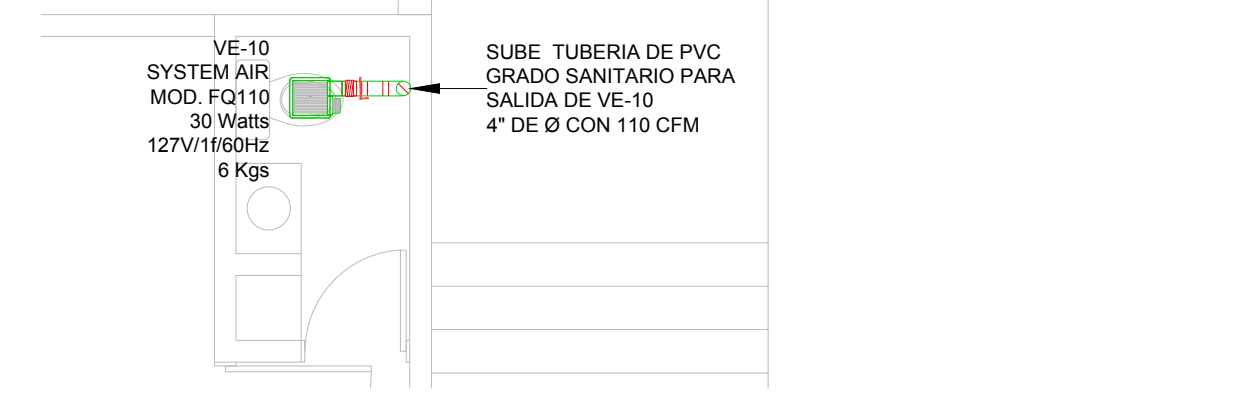 VE-10
SYSTEM AIR
MOD. FQ110
30 Watts
127V/1f/60Hz
6 Kgs
SUBE TUBERIA DE PVC
GRADO SANITARIO PARA
SALIDA DE VE-10
4" DE Ø CON 110 CFM